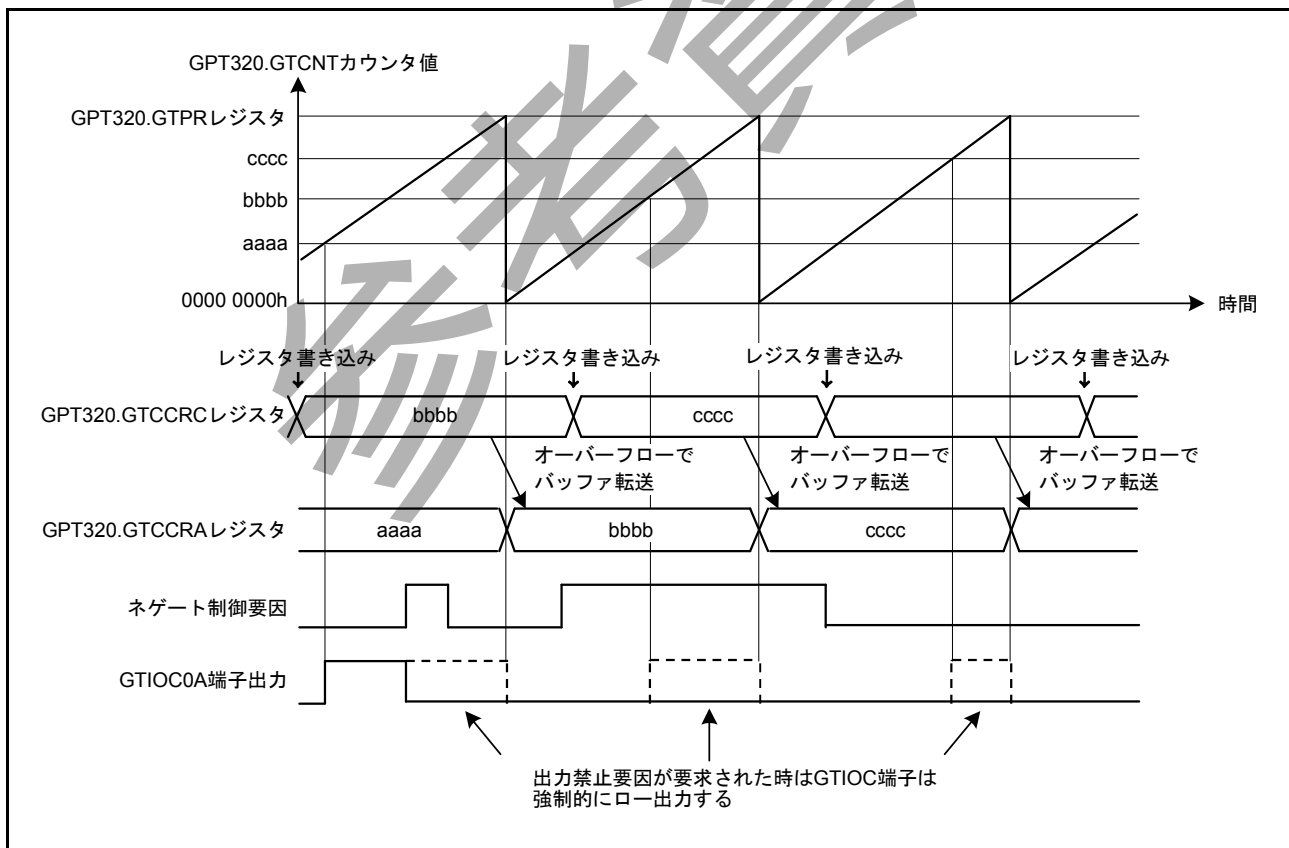 GPT320.GTCNTカウンタ値
GPT320.GTPRレジスタ
cccc
bbbb
aaaa
0000 0000h
時間
レジスタ書き込み
レジスタ書き込み
レジスタ書き込み
レジスタ書き込み
GPT320.GTCCRCレジスタ
bbbb
cccc
オーバーフローで
バッファ転送
オーバーフローで
バッファ転送
オーバーフローで
バッファ転送
GPT320.GTCCRAレジスタ
aaaa
bbbb
cccc
ネゲート制御要因
GTIOC0A端子出力
出力禁止要因が要求された時はGTIOC端子は
強制的にロー出力する
参考